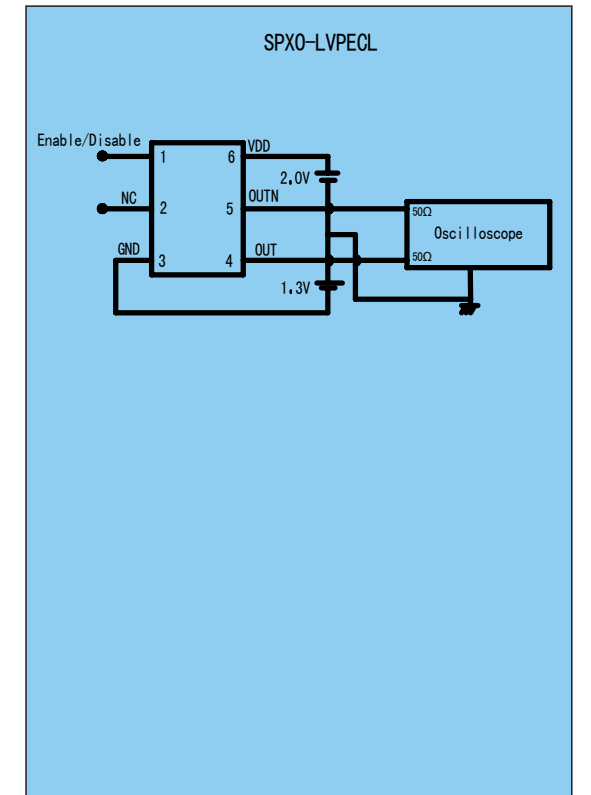 SPXO-LVPECL
Enable/Disable
1
6
VDD
2.0V
NC
2
5
OUTN
50Ω
Oscilloscope
GND
3
4
OUT
50Ω
1.3V